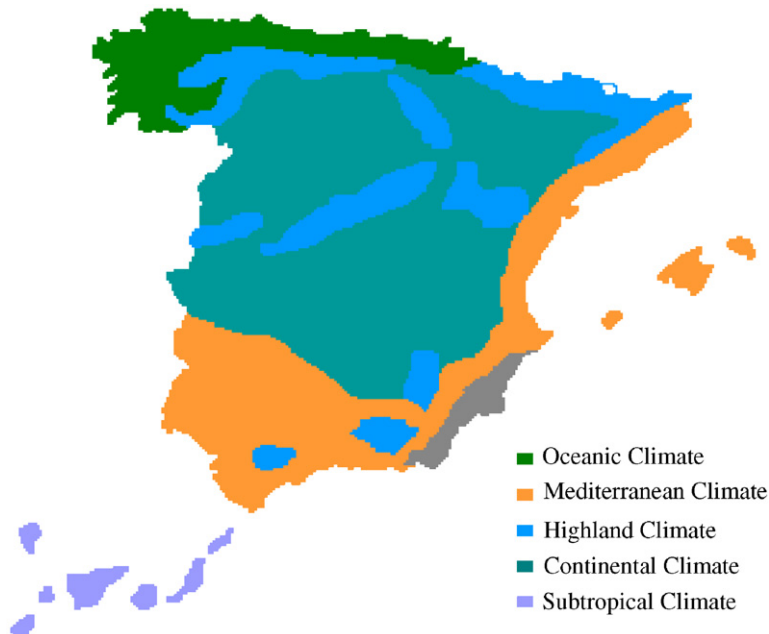 Oceanic Climate
Mediterranean Climate
Highland Climate
Continental Climate
Subtropical Climate